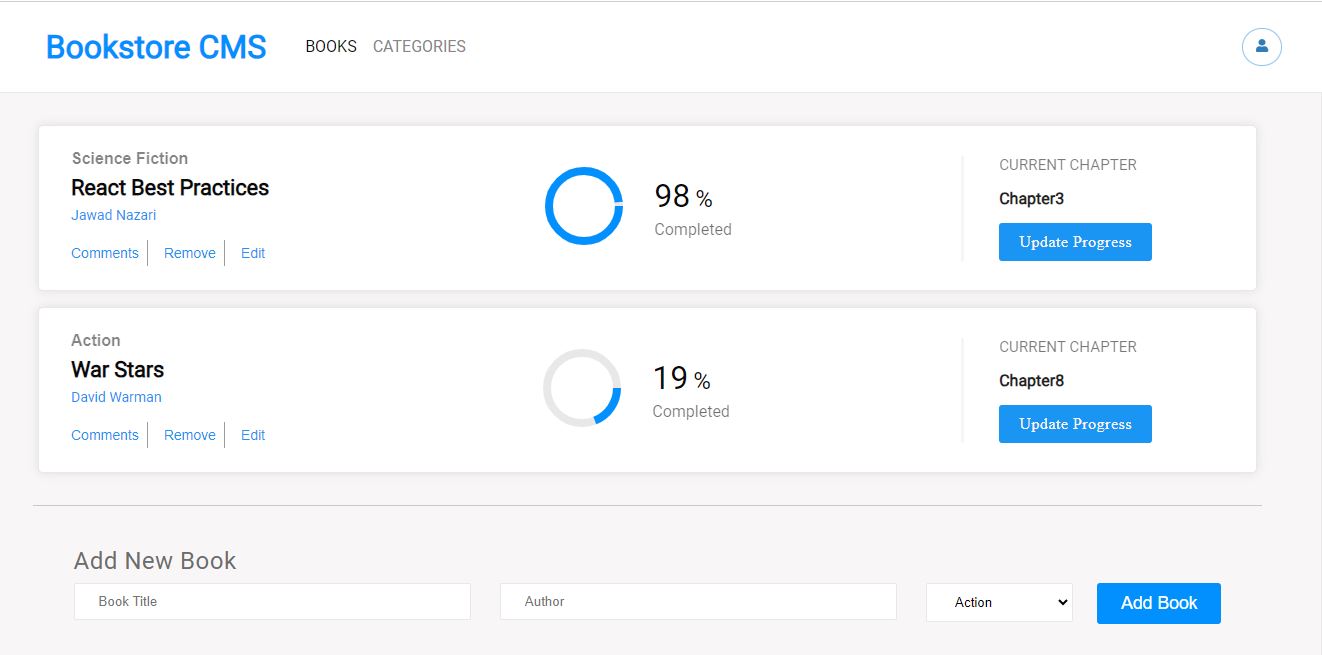 Bookstore CMS BOOKS CATEGORIES
Science Fiction
React Best Practices
Jawad Nazari
Comments Remove Edit
98 %
Completed
CURRENT CHAPTER
Chapter3
Update Progress
Action
War Stars
David Warman
Comments Remove Edit
19 %
Completed
CURRENT CHAPTER
Chapter8
Update Progress
Add New Book
Book Title Author Action Add Book